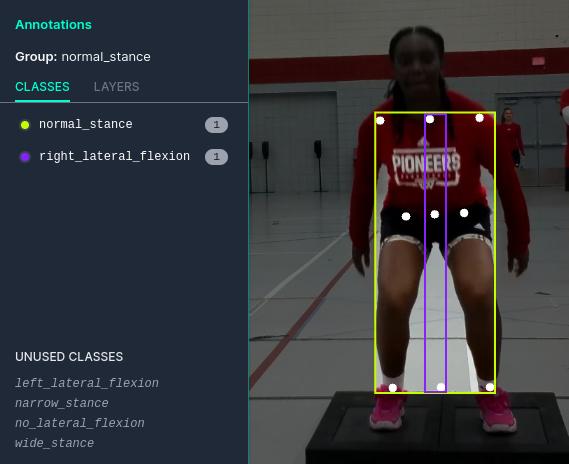 Annotations
Group: normal_stance
CLASSES LAYERS
normal_stance 1
right_lateral_flexion 1
UNUSED CLASSES
left_lateral_flexion
narrow_stance
no_lateral_flexion
wide_stance
PIONEERS